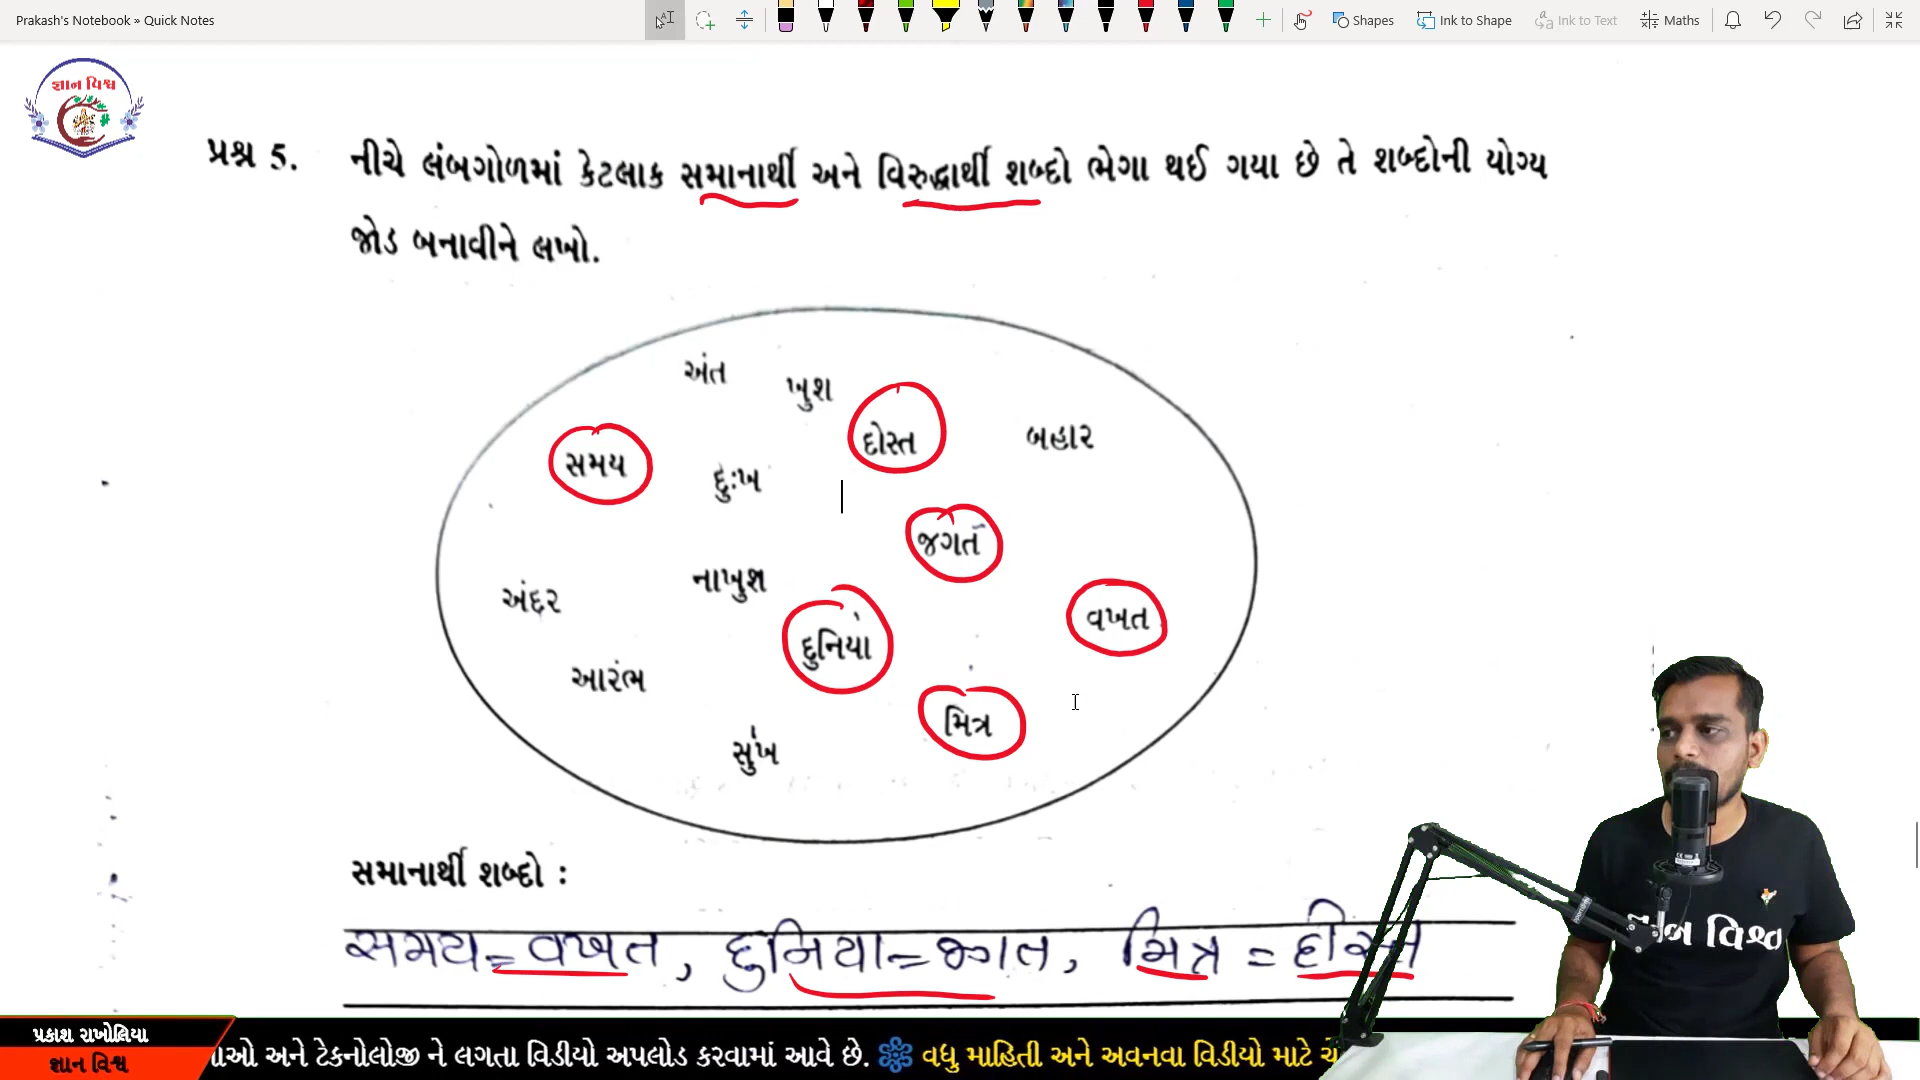 Prakash's Notebook » Quick Notes
Shapes
Ink to Shape
Ink to Text
Maths
જ્ઞાન વિશ્વ
પ્રશ્ન 5. નીચે લંબગોળમાં કેટલાક સમાનાર્થી અને વિરુદ્ધાર્થી શબ્દો ભેગા થઈ ગયા છે તે શબ્દોની યોગ્ય
જોડ બનાવીને લખો.
અંત
ખુશ
દોસ્ત
બહાર
સમય
દુઃખ
જગત
નાખુશ
અંદર
વખત
દુનિયા
આરંભ
મિત્ર
સુખ
સમાનાર્થી શબ્દો :
સમય = વખત, દુનિયા = જગત, મિત્ર = દોસ્ત
વિશ્વ
પ્રકાશ રાખોલિયા
જ્ઞાન વિશ્વ
ાઓ અને ટેકનોલોજી ને લગતા વિડીયો અપલોડ કરવામાં આવે છે. વધુ માહિતી અને અવનવા વિડીયો માટે